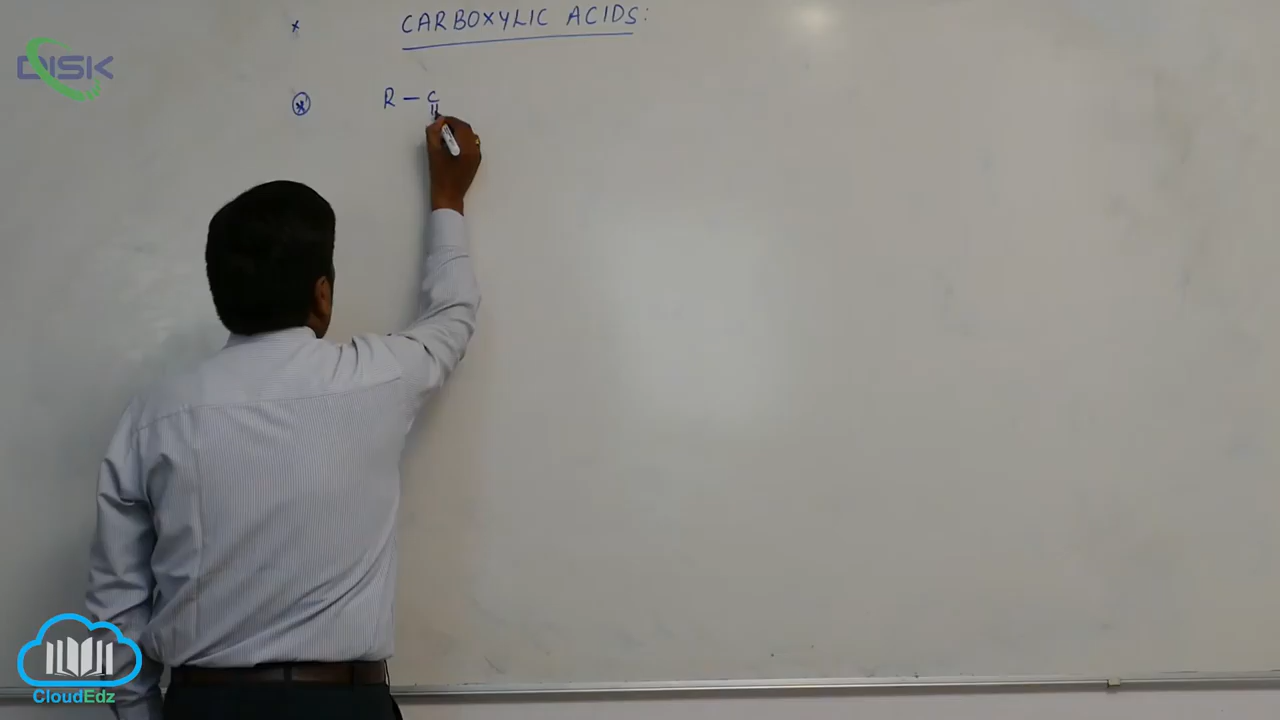 * CARBOXYLIC ACIDS:
DISK
* R — C
CloudEdz